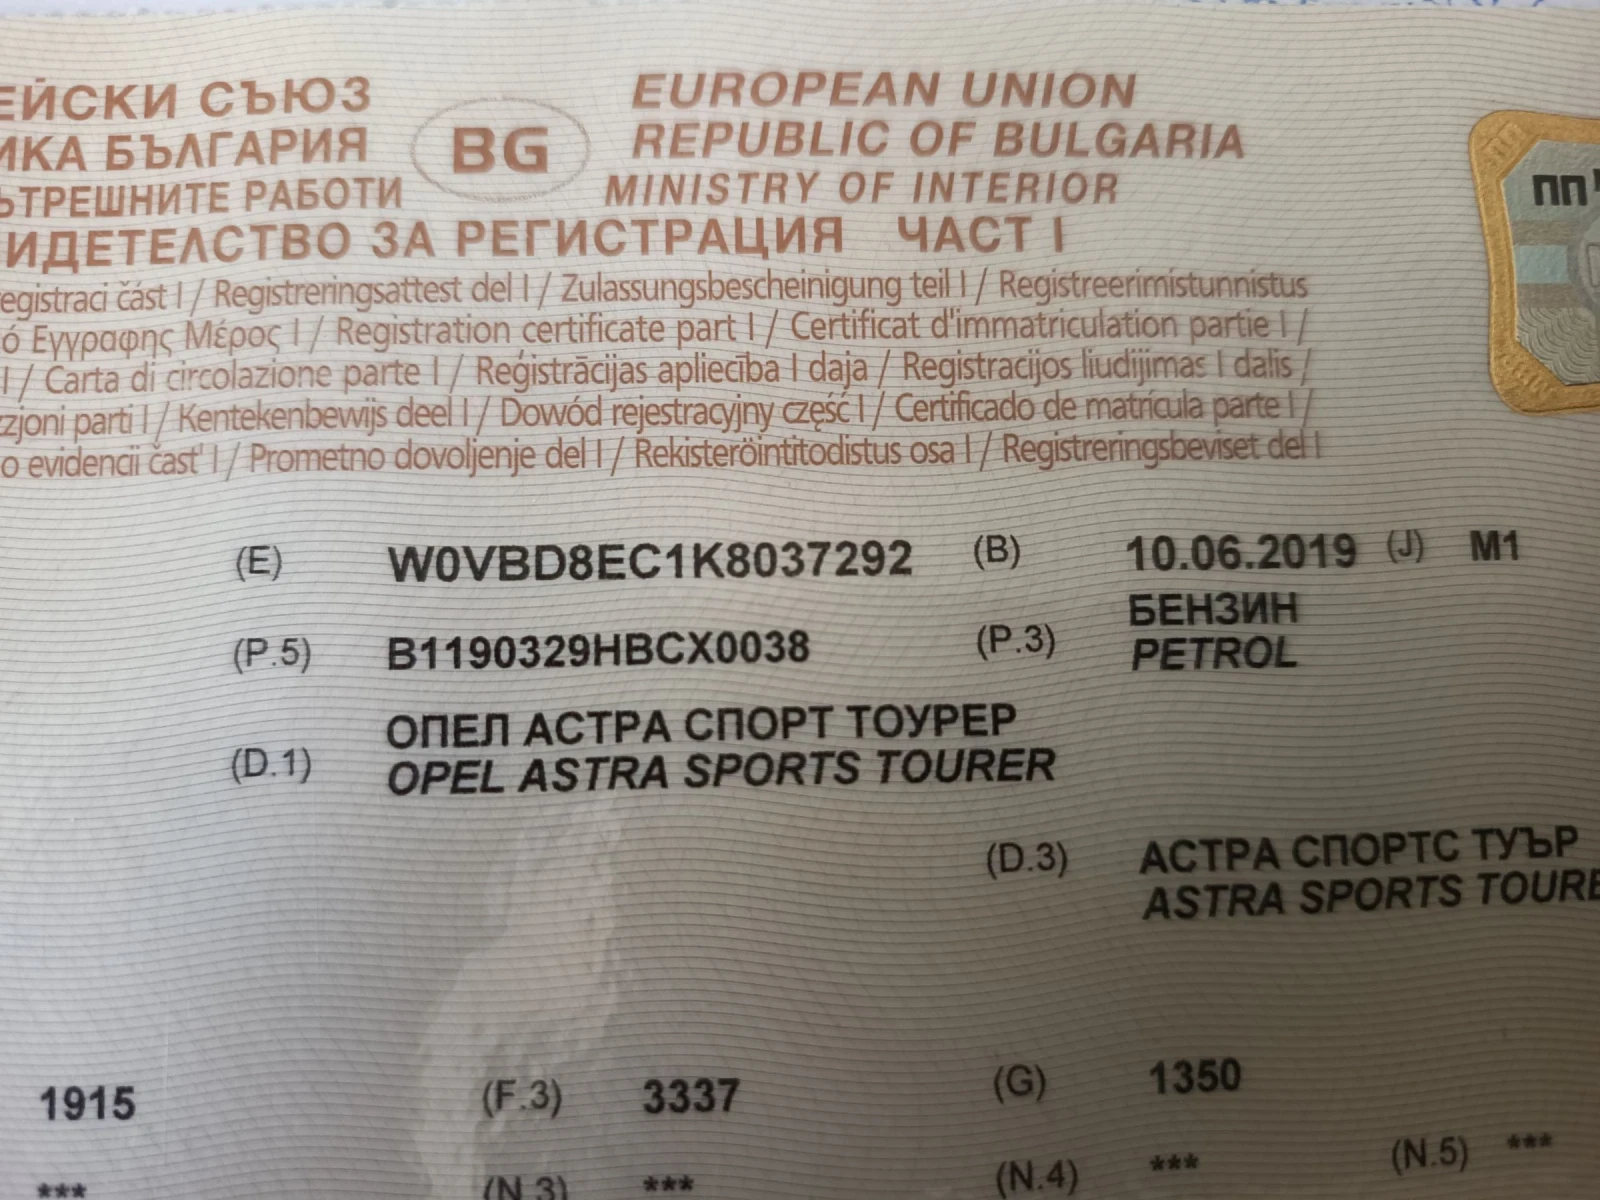 ЕЙСКИ СЪЮЗ
ИКА БЪЛГАРИЯ
ЪТРЕШНИТЕ РАБОТИ
BG
EUROPEAN UNION
REPUBLIC OF BULGARIA
MINISTRY OF INTERIOR
ИДЕТЕЛСТВО ЗА РЕГИСТРАЦИЯ ЧАСТ I
ПП
egistraci část I / Registreringsattest del I / Zulassungsbescheinigung teil I / Registreerimistunnistus
ό Εγγραφης Μέρος I / Registration certificate part I / Certificat d'immatriculation partie I /
I / Carta di circolazione parte I / Reģistrācijas apliecība I daja / Registracijos liudijimas I dalis /
zjoni parti I / Kentekenbewijs deel I / Dowód rejestracyjny część I / Certificado de matrícula parte I /
o evidencii časť I / Prometno dovoljenje del I / Rekisteröintitodistus osa I / Registreringsbeviset del I
(E) W0VBD8EC1K8037292 (B) 10.06.2019 (J) M1
(P.5) B1190329HBCX0038 (P.3) БЕНЗИН
PETROL
(D.1) ОПЕЛ АСТРА СПОРТ ТОУРЕР
OPEL ASTRA SPORTS TOURER
(D.3) АСТРА СПОРТС ТУЪР
ASTRA SPORTS TOURE
1915 (F.3) 3337 (G) 1350
*** (N.3) *** (N.4) *** (N.5) ***